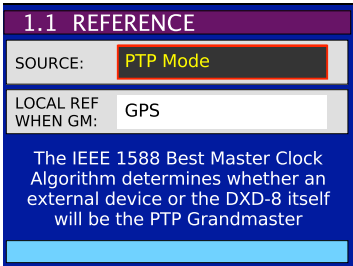 1.1 REFERENCE
SOURCE:
PTP Mode
LOCAL REF
WHEN GM:
GPS
The IEEE 1588 Best Master Clock
Algorithm determines whether an
external device or the DXD-8 itself
will be the PTP Grandmaster